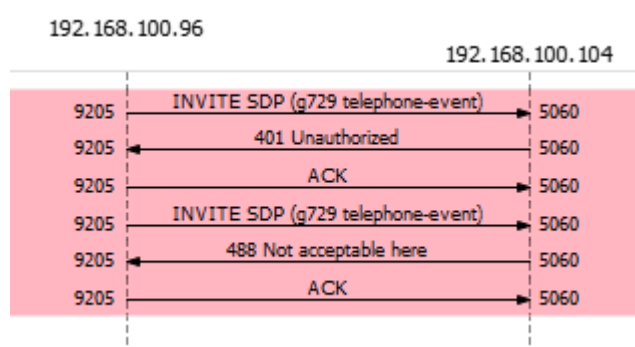 192.168.100.96
192.168.100.104
9205 INVITE SDP (g729 telephone-event) 5060
9205 401 Unauthorized 5060
9205 ACK 5060
9205 INVITE SDP (g729 telephone-event) 5060
9205 488 Not acceptable here 5060
9205 ACK 5060